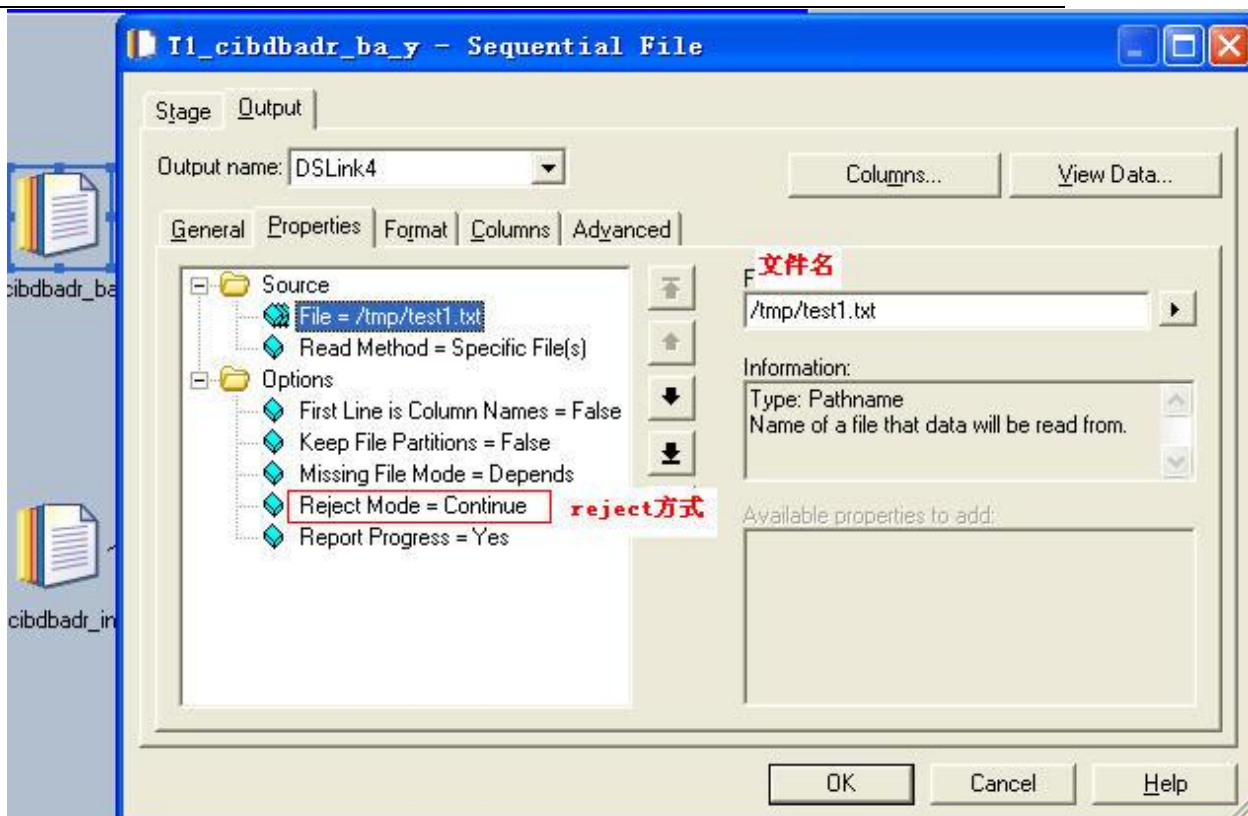 T1_cibdbadr_ba_y - Sequential File
Stage Output
Output name: DSLink4
Columns... View Data...
General Properties Format Columns Advanced
Source
File = /tmp/test1.txt
Read Method = Specific File(s)
Options
First Line is Column Names = False
Keep File Partitions = False
Missing File Mode = Depends
Reject Mode = Continue reject方式
Report Progress = Yes
F 文件名
/tmp/test1.txt
Information:
Type: Pathname
Name of a file that data will be read from.
Available properties to add:
OK Cancel Help
cibdbadr_ba
cibdbadr_in